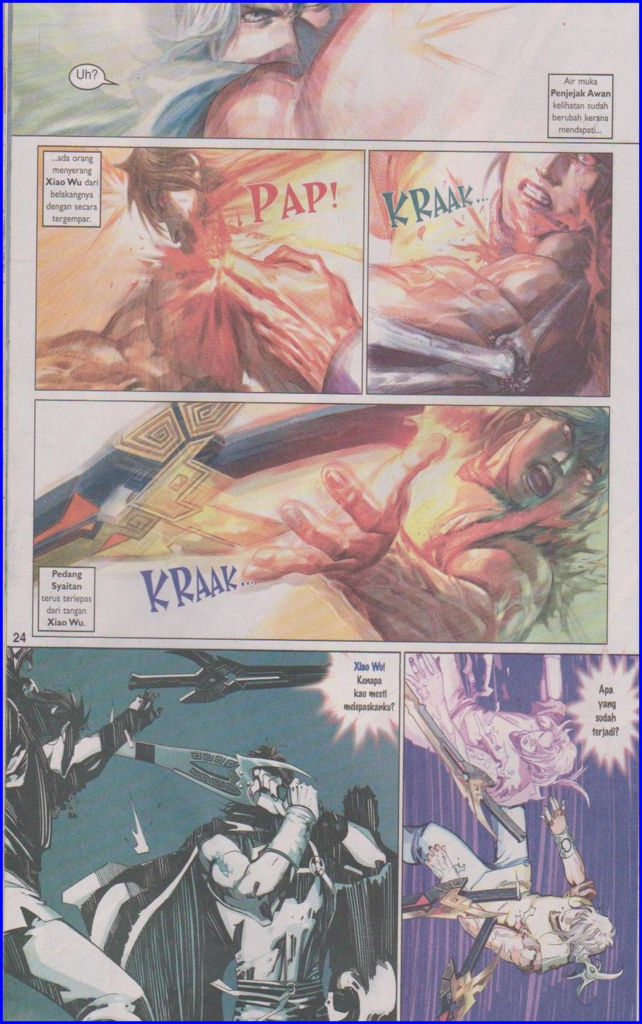 Uh?
Air muka
Penjejak Awan
kelihatan sudah
berubah kerana
mendapati...
...ada orang
menyerang
Xiao Wu dari
belakangnya
dengan secara
tergempar.
PAP!
KRAAK...
KRAAK...
Pedang
Syaitan
terus terlepas
dari tangan
Xiao Wu.
24
Xiao Wu!
Kenapa
kau mesti
melepaskanku?
Apa
yang
sudah
terjadi?